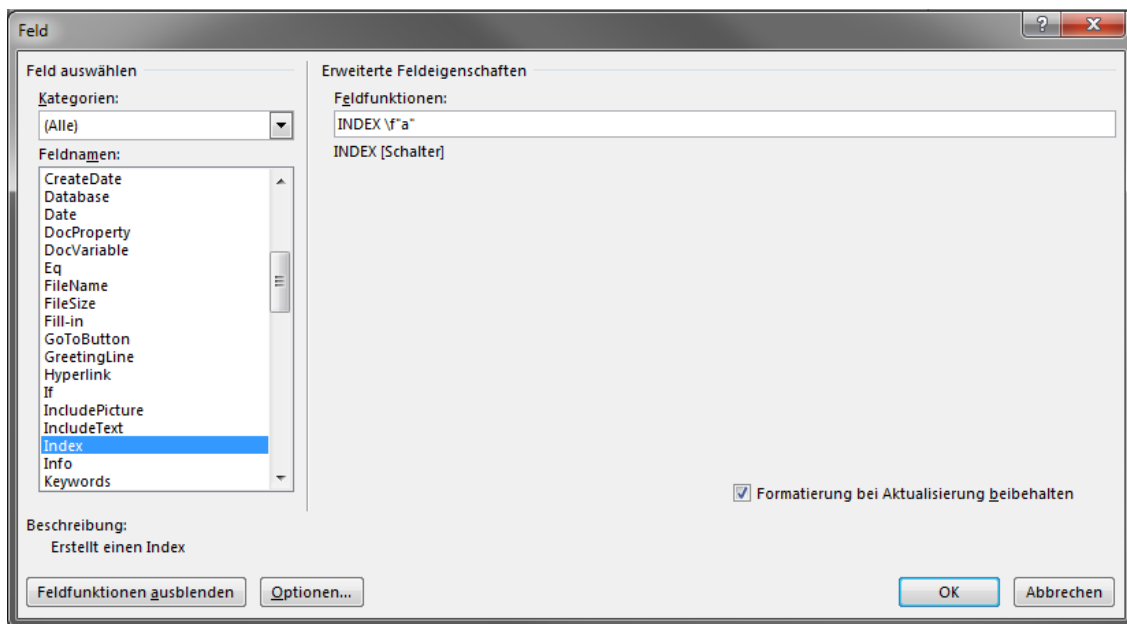 Feld
Feld auswählen
Kategorien:
(Alle)
Feldnamen:
CreateDate
Database
Date
DocProperty
DocVariable
Eq
FileName
FileSize
Fill-in
GoToButton
GreetingLine
Hyperlink
If
IncludePicture
IncludeText
Index
Info
Keywords
Erweiterte Feldeigenschaften
Feldfunktionen:
INDEX \f"a"
INDEX [Schalter]
Formatierung bei Aktualisierung beibehalten
Beschreibung:
Erstellt einen Index
Feldfunktionen ausblenden
Optionen...
OK
Abbrechen